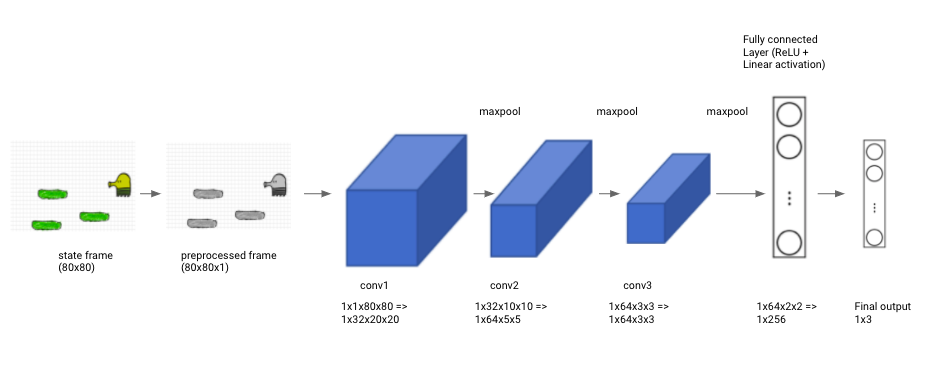 Fully connected
Layer (ReLU +
Linear activation)
maxpool
maxpool
maxpool
state frame
(80x80)
preprocessed frame
(80x80x1)
conv1
1x1x80x80 =>
1x32x20x20
conv2
1x32x10x10 =>
1x64x5x5
conv3
1x64x3x3 =>
1x64x3x3
1x64x2x2 =>
1x256
Final output
1x3